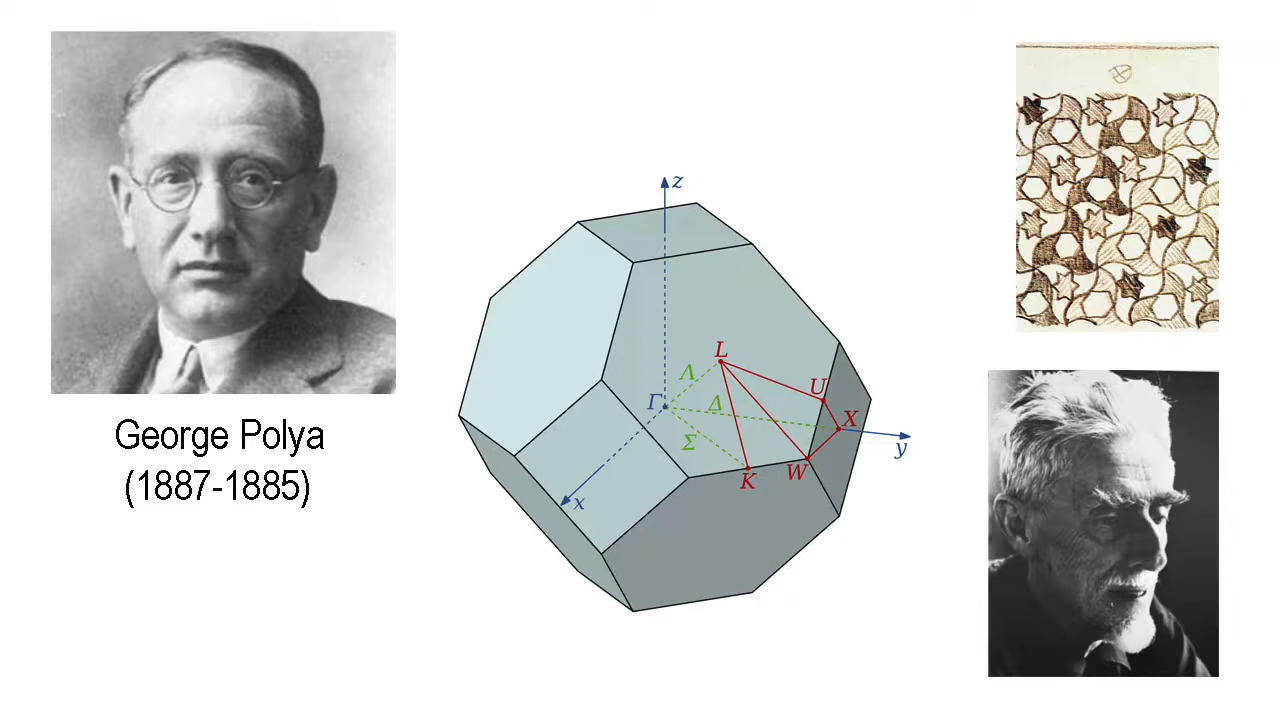 George Polya
(1887-1885)
z
L
Λ
U
Γ
Δ
X
Σ
y
K
W
x